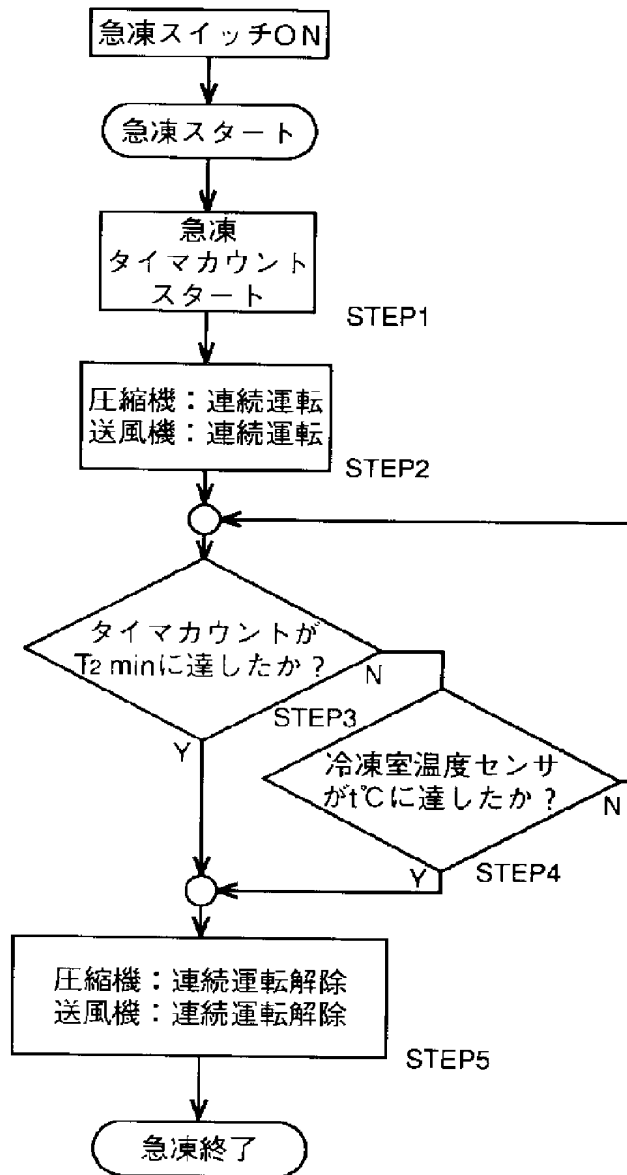 急凍スイッチON
急凍スタート
急凍
タイマカウント
スタート
STEP1
圧縮機：連続運転
送風機：連続運転
STEP2
タイマカウントが
T2 minに達したか？
N
STEP3
Y
冷凍室温度センサ
がt℃に達したか？
N
Y
STEP4
圧縮機：連続運転解除
送風機：連続運転解除
STEP5
急凍終了